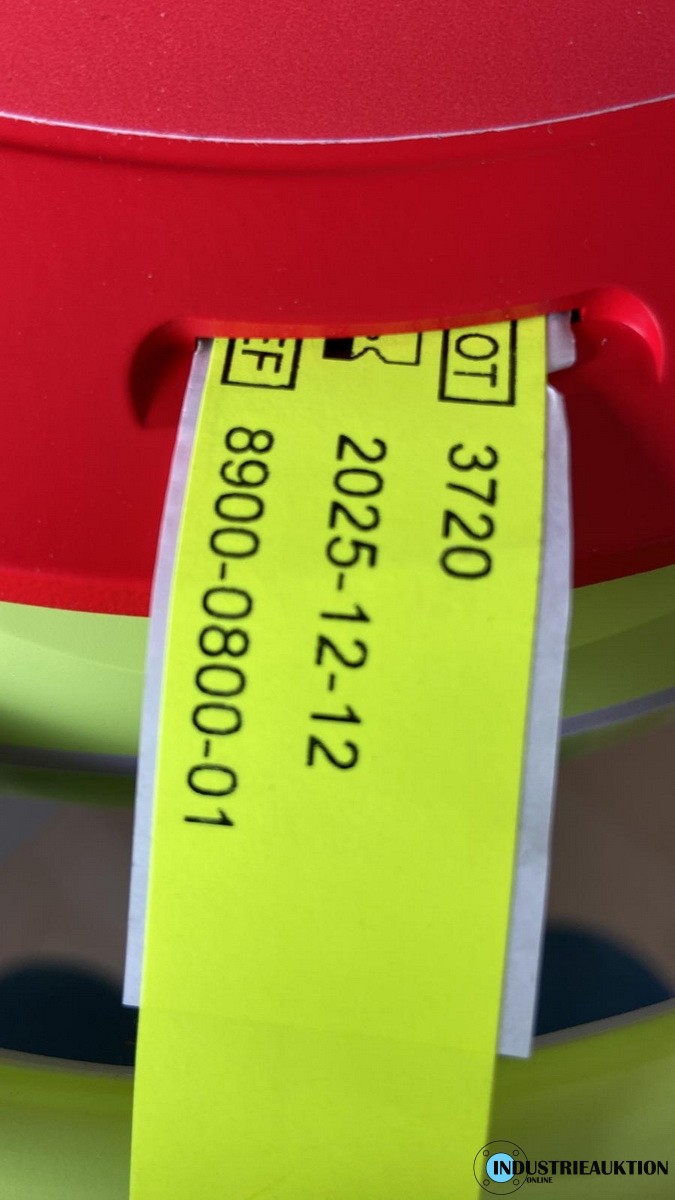 EF 8900-0800-01
2025-12-12
OT 3720
INDUSTRIEAUKTION
ONLINE